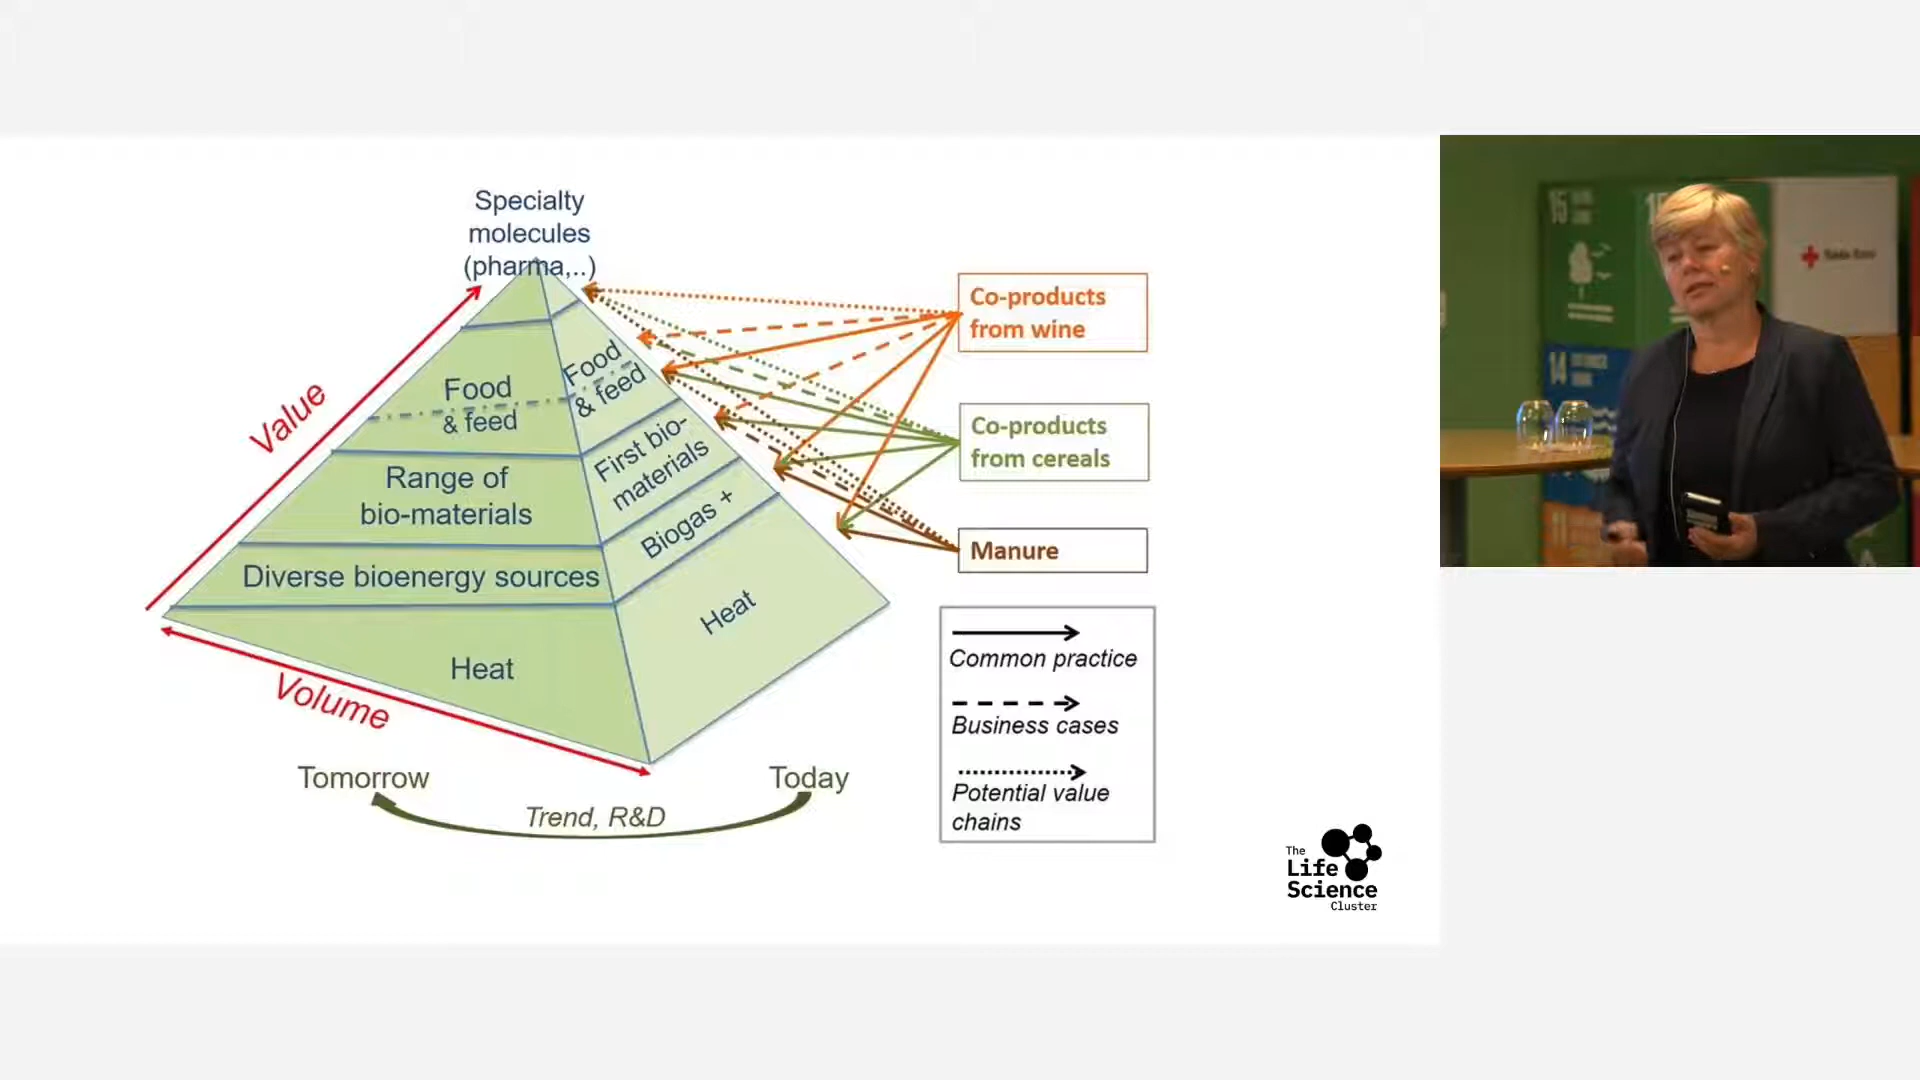 Specialty
molecules
(pharma,..)
Value
Food
& feed
Food
& feed
Range of
bio-materials
First bio-
materials
Diverse bioenergy sources
Biogas +
Heat
Heat
Volume
Tomorrow
Today
Trend, R&D
Co-products
from wine
Co-products
from cereals
Manure
Common practice
Business cases
Potential value
chains
The
Life
Science
Cluster
15
14